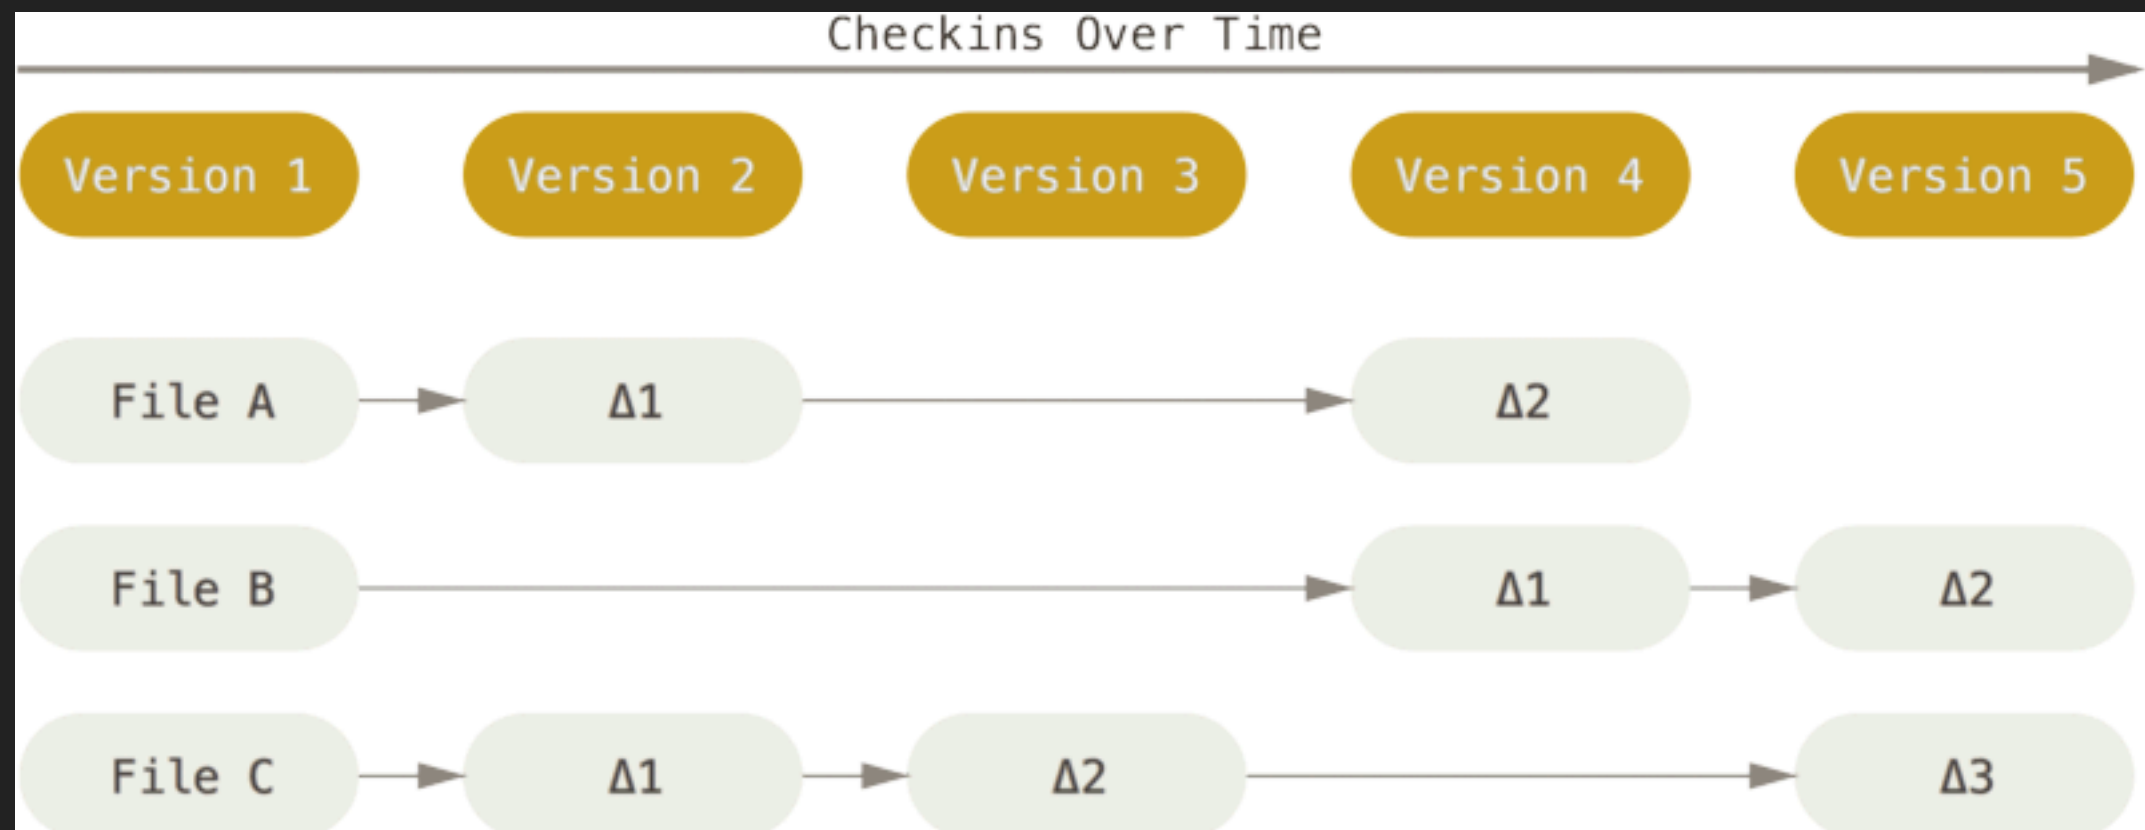 Checkins Over Time
Version 1 Version 2 Version 3 Version 4 Version 5
File A Δ1 Δ2
File B Δ1 Δ2
File C Δ1 Δ2 Δ3